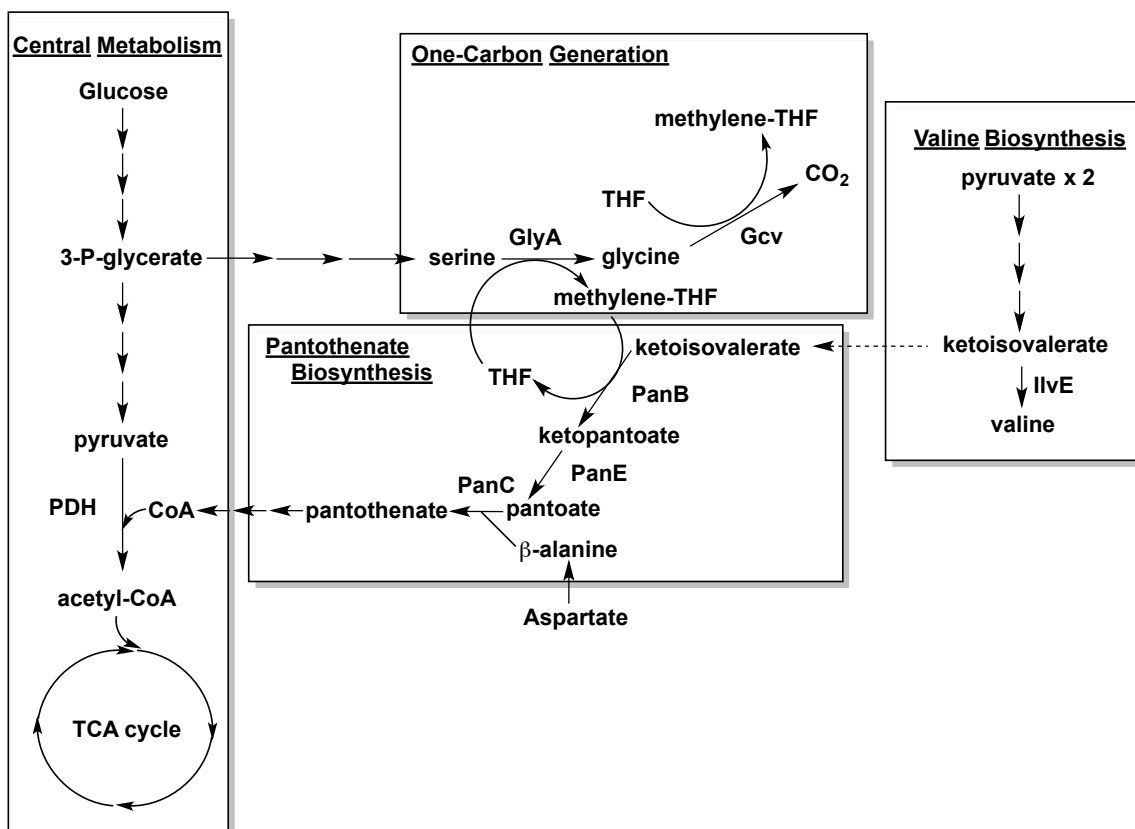 Central Metabolism
Glucose
3-P-glycerate
pyruvate
PDH
CoA
acetyl-CoA
TCA cycle
One-Carbon Generation
methylene-THF
CO2
THF
Gcv
GlyA
serine
glycine
methylene-THF
Pantothenate
Biosynthesis
ketoisovalerate
THF
PanB
ketopantoate
PanE
PanC
pantothenate
pantoate
β-alanine
Aspartate
Valine Biosynthesis
pyruvate x 2
ketoisovalerate
IlvE
valine